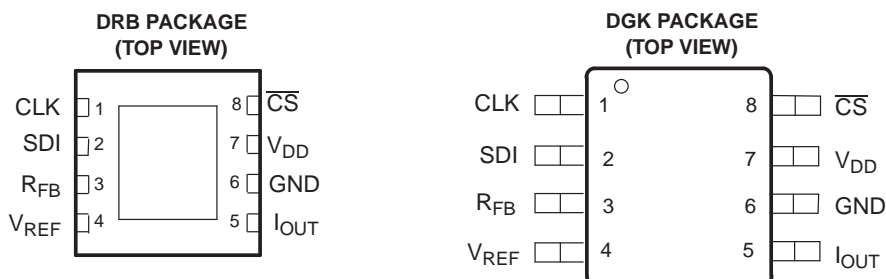 DRB PACKAGE
(TOP VIEW)
CLK 1 8 C̅S̅
SDI 2 7 VDD
RFB 3 6 GND
VREF 4 5 IOUT
DGK PACKAGE
(TOP VIEW)
CLK 1 8 C̅S̅
SDI 2 7 VDD
RFB 3 6 GND
VREF 4 5 IOUT